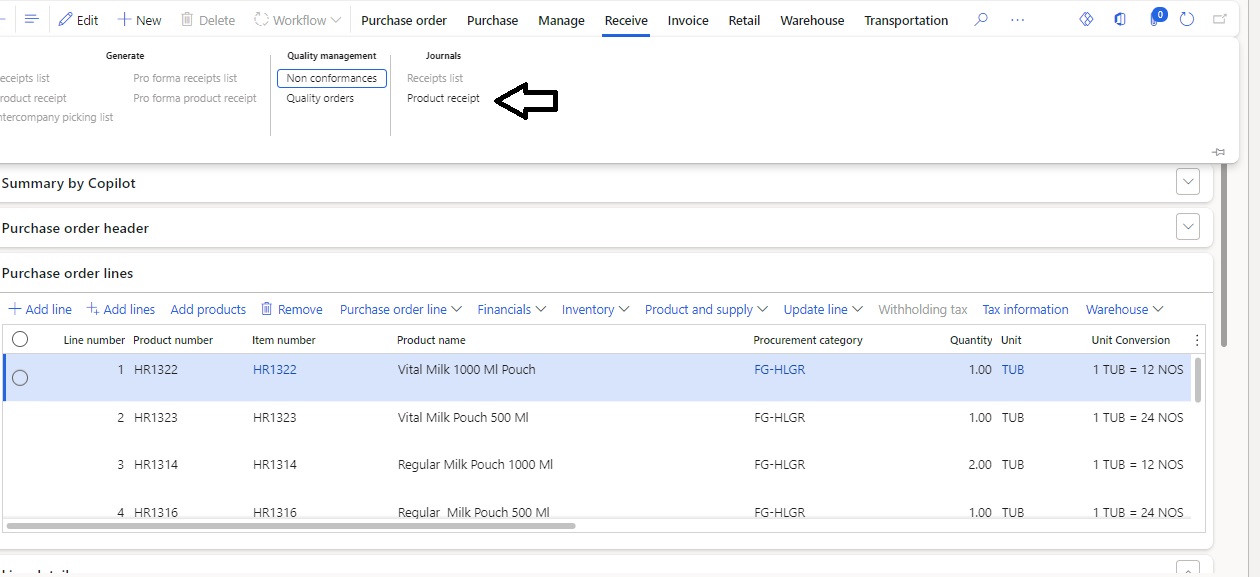 Edit New Delete Workflow Purchase order Purchase Manage Receive Invoice Retail Warehouse Transportation ... 0
Generate Quality management Journals
eceipts list Pro forma receipts list Non conformances Receipts list
roduct receipt Pro forma product receipt Quality orders Product receipt
ntercompany picking list
Summary by Copilot
Purchase order header
Purchase order lines
Add line Add lines Add products Remove Purchase order line Financials Inventory Product and supply Update line Withholding tax Tax information Warehouse
Line number Product number Item number Product name Procurement category Quantity Unit Unit Conversion
1 HR1322 HR1322 Vital Milk 1000 Ml Pouch FG-HLGR 1.00 TUB 1 TUB = 12 NOS
2 HR1323 HR1323 Vital Milk Pouch 500 Ml FG-HLGR 1.00 TUB 1 TUB = 24 NOS
3 HR1314 HR1314 Regular Milk Pouch 1000 Ml FG-HLGR 2.00 TUB 1 TUB = 12 NOS
4 HR1316 HR1316 Regular Milk Pouch 500 Ml FG-HLGR 1.00 TUB 1 TUB = 24 NOS